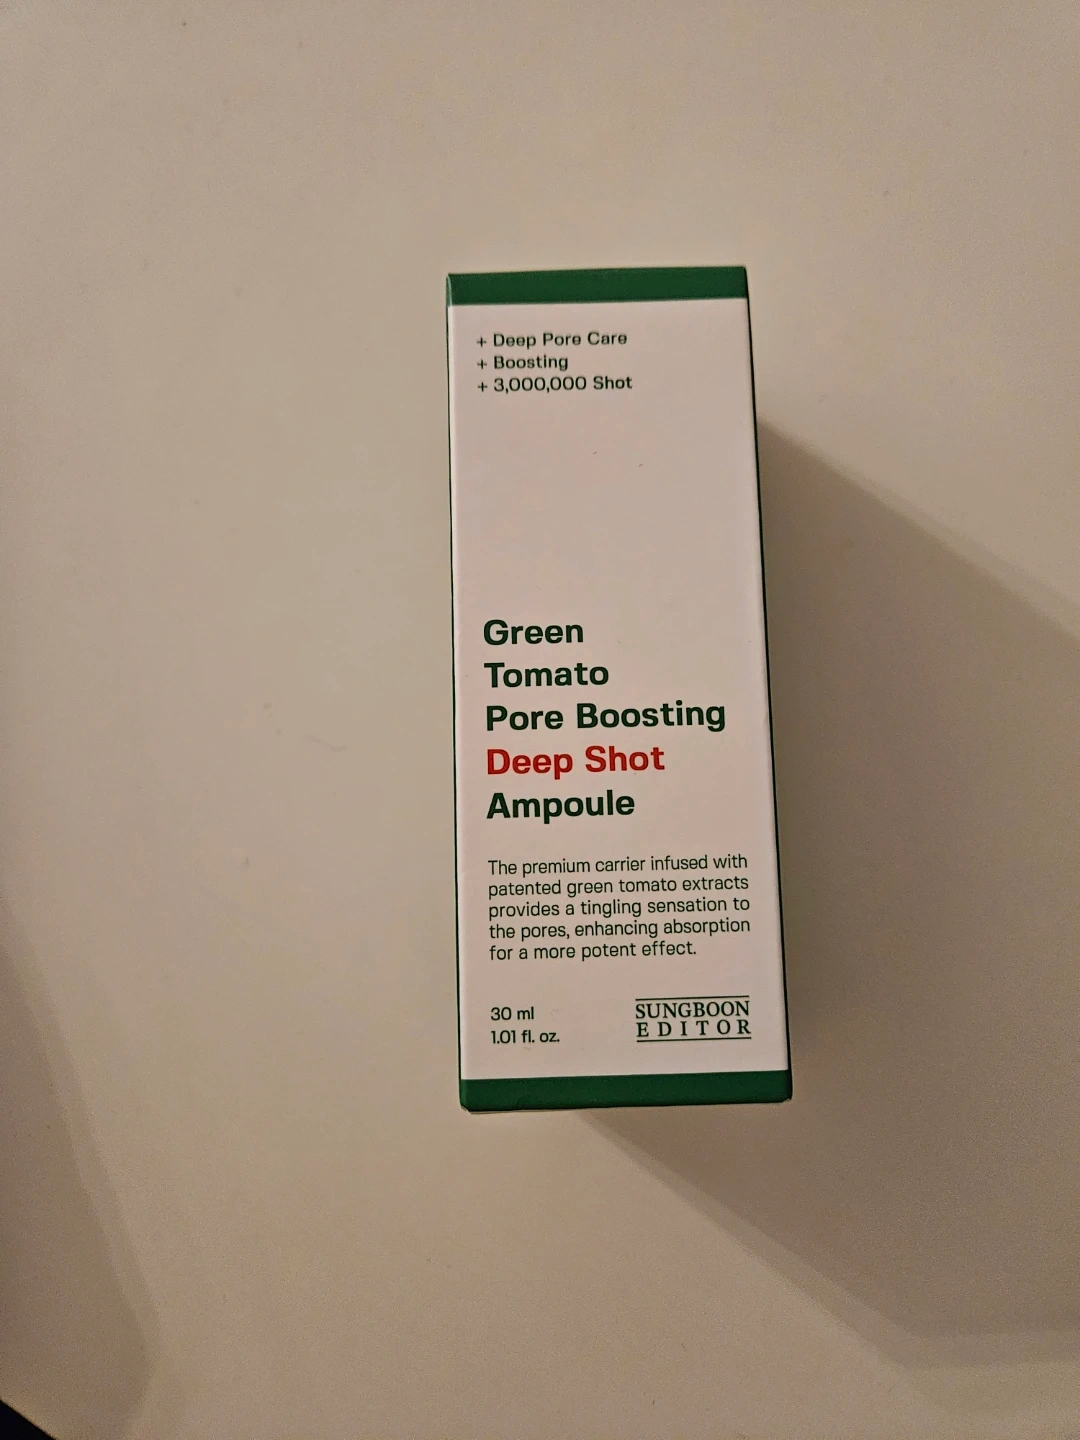 + Deep Pore Care
+ Boosting
+ 3,000,000 Shot
Green
Tomato
Pore Boosting
Deep Shot
Ampoule
The premium carrier infused with
patented green tomato extracts
provides a tingling sensation to
the pores, enhancing absorption
for a more potent effect.
30 ml
1.01 fl. oz.
SUNGBOON
EDITOR